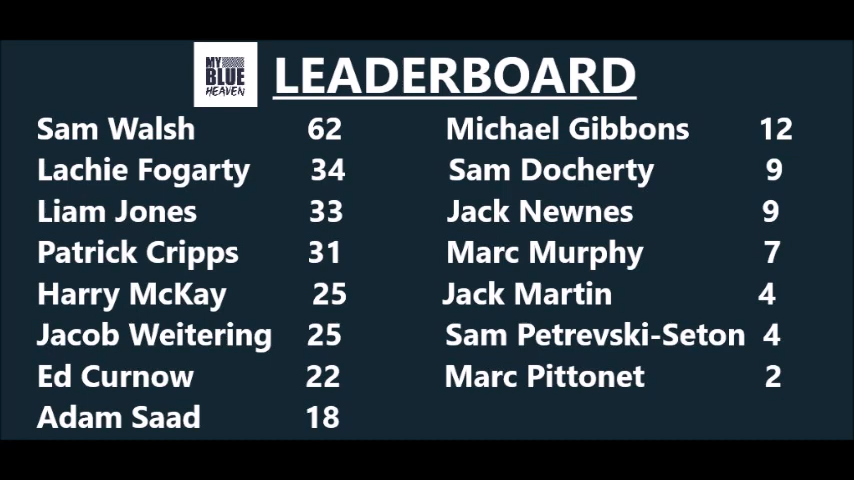 MY
BLUE
HEAVEN
LEADERBOARD
Sam Walsh 62
Lachie Fogarty 34
Liam Jones 33
Patrick Cripps 31
Harry McKay 25
Jacob Weitering 25
Ed Curnow 22
Adam Saad 18
Michael Gibbons 12
Sam Docherty 9
Jack Newnes 9
Marc Murphy 7
Jack Martin 4
Sam Petrevski-Seton 4
Marc Pittonet 2